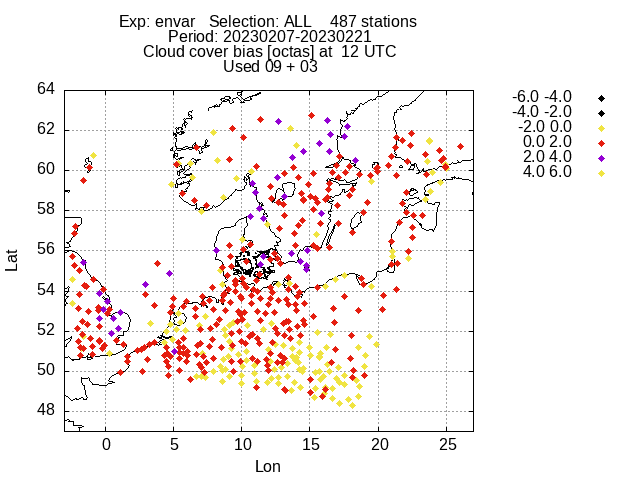 Exp: envar   Selection: ALL    487 stations
Period: 20230207-20230221
Cloud cover bias [octas] at  12 UTC
Used 09 + 03
-6.0 -4.0
-4.0 -2.0
-2.0 0.0
0.0 2.0
2.0 4.0
4.0 6.0
64
62
60
58
56
54
52
50
48
Lat
0 5 10 15 20 25
Lon